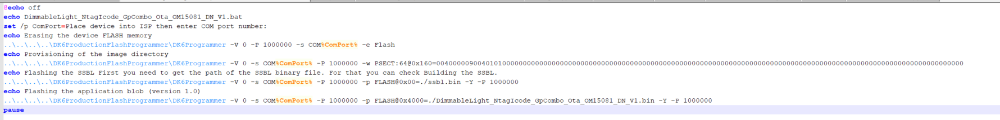 @echo off
echo DimmableLight_NtagIcode_GpCombo_Ota_OM15081_DN_V1.bat
set /p ComPort=Place device into ISP then enter COM port number:
echo Erasing the device FLASH memory
..\..\..\..\DK6ProductionFlashProgrammer\DK6Programmer -V 0 -P 1000000 -s COM%ComPort% -e Flash
echo Provisioning of the image directory
..\..\..\..\DK6ProductionFlashProgrammer\DK6Programmer -V 0 -s COM%ComPort% -P 1000000 -w PSECT:64@0x160=00400000900401010000000000000000000000000000000000000000000000000000000000000000000000000000000000000000000000000000000000000000000000
echo Flashing the SSBL First you need to get the path of the SSBL binary file. For that you can check Building the SSBL.
..\..\..\..\DK6ProductionFlashProgrammer\DK6Programmer -V 0 -s COM%ComPort% -P 1000000 -p FLASH@0x00=./ssbl.bin -Y -P 1000000
echo Flashing the application blob (version 1.0)
..\..\..\..\DK6ProductionFlashProgrammer\DK6Programmer -V 0 -s COM%ComPort% -P 1000000 -p FLASH@0x4000=./DimmableLight_NtagIcode_GpCombo_Ota_OM15081_DN_V1.bin -Y -P 1000000
pause